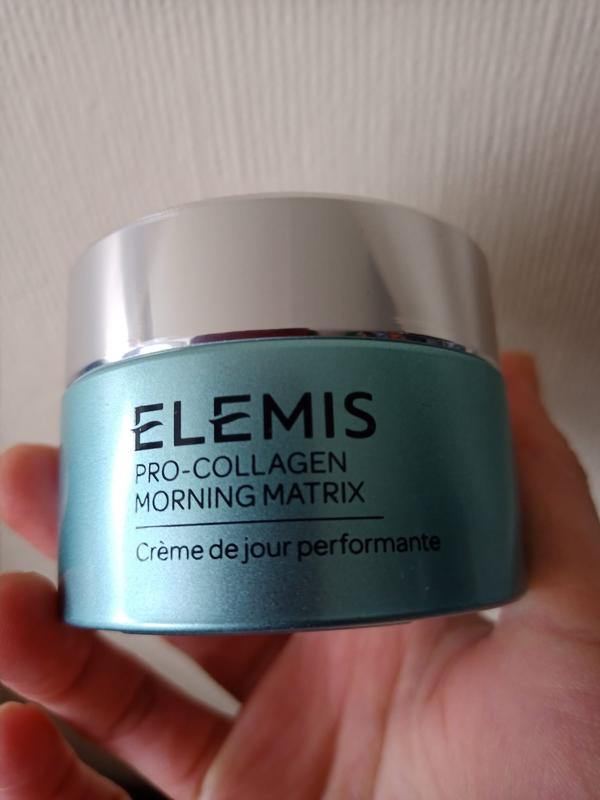 ELEMIS
PRO-COLLAGEN
MORNING MATRIX
Crème de jour performante